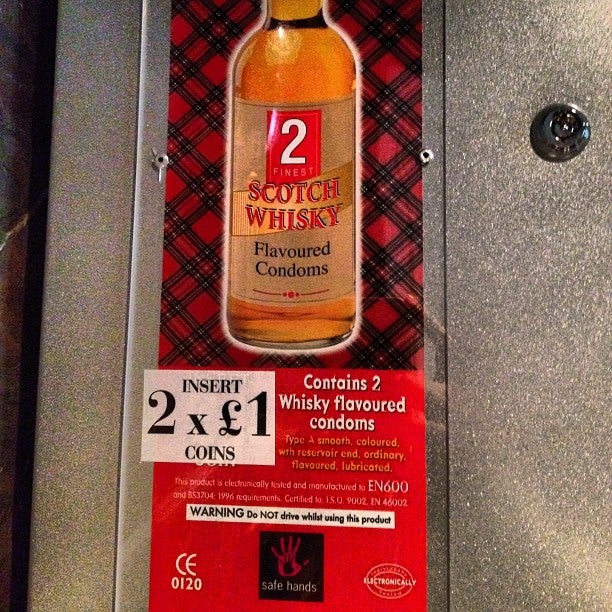 2
FINEST
SCOTCH
WHISKY
Flavoured
Condoms
INSERT
2 x £1
COINS
Contains 2
Whisky flavoured
condoms
Type A smooth, coloured,
with reservoir end, ordinary,
flavoured, lubricated.
This product is electronically tested and manufactured to EN600
and BS3704: 1996 requirements. Certified to: I.S.O. 9002, EN 46002
WARNING Do NOT drive whilst using this product
CE
0120
safe hands
ELECTRONICALLY